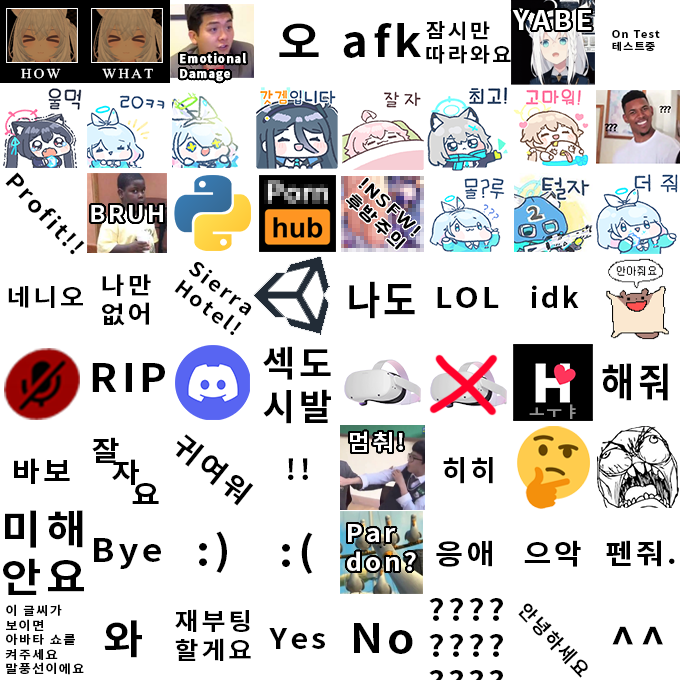 HOW
WHAT
Emotional
Damage
오
afk
잠시만
따라와요
YABE
On Test
테스트중
울먹
ㄹㅇㅋㅋ
갓겜입니다
잘자
최고!
고마워!
???
???
Profit!!
BRUH
Porn
hub
!NSFW!
후방주의
물?루
???
털자
2
더 줘
네니오
나만
없어
Sierra
Hotel!
나도
LOL
idk
안아줘요
RIP
섹도
시발
H
ㅗㅜㅑ
해줘
바보
잘
자
요
귀여워
!!
멈춰!
히히
미해
안요
Bye
:)
:(
Par
don?
응애
으악
펜줘.
이 글씨가
보이면
아바타 쇼를
켜주세요
말풍선이에요
와
재부팅
할게요
Yes
No
????
????
????
안녕하세요
^^